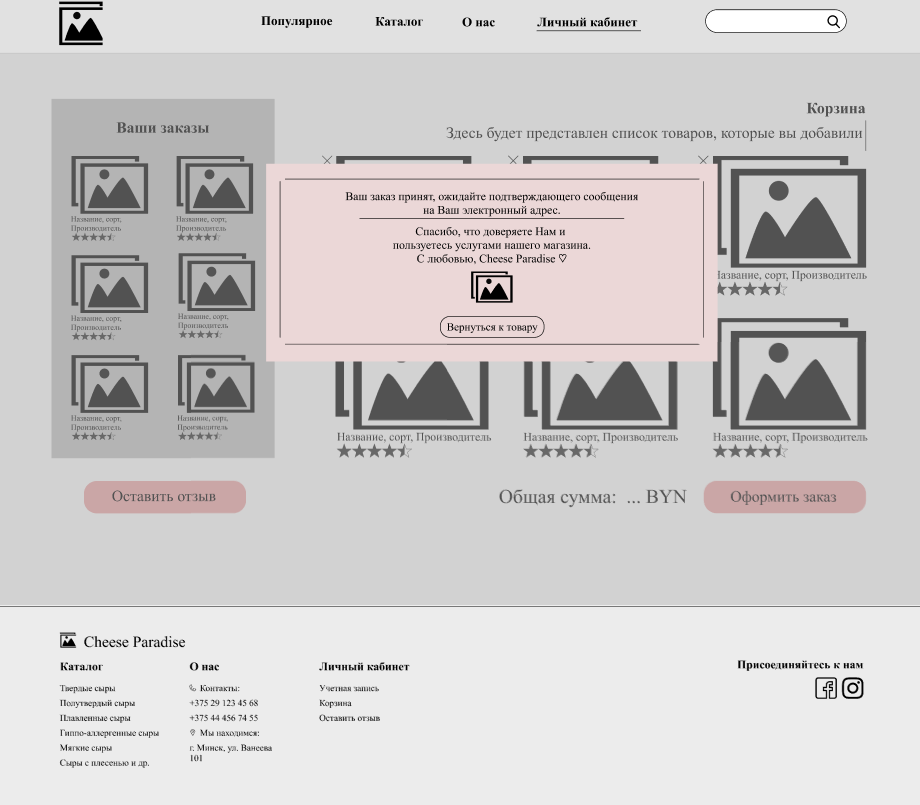 Популярное
Каталог
О нас
Личный кабинет
Ваши заказы
Название, сорт,
Производитель
Название, сорт,
Производитель
Название, сорт,
Производитель
Название, сорт,
Производитель
Название, сорт,
Производитель
Название, сорт,
Производитель
Оставить отзыв
Корзина
Здесь будет представлен список товаров, которые вы добавили
Ваш заказ принят, ожидайте подтверждающего сообщения
на Ваш электронный адрес.
Спасибо, что доверяете Нам и
пользуетесь услугами нашего магазина.
С любовью, Cheese Paradise ♡
Вернуться к товару
Название, сорт, Производитель
Название, сорт, Производитель
Название, сорт, Производитель
Название, сорт, Производитель
Общая сумма: ... BYN
Оформить заказ
Cheese Paradise
Каталог
Твердые сыры
Полутвердый сыры
Плавленные сыры
Гиппо-аллергенные сыры
Мягкие сыры
Сыры с плесенью и др.
О нас
Контакты:
+375 29 123 45 68
+375 44 456 74 55
Мы находимся:
г. Минск, ул. Ванеева
101
Личный кабинет
Учетная запись
Корзина
Оставить отзыв
Присоединяйтесь к нам